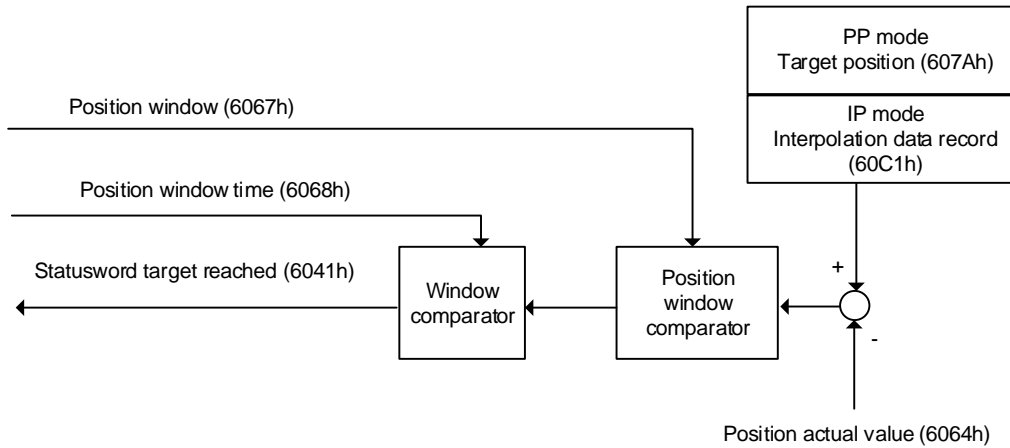 PP mode
Target position (607Ah)
IP mode
Interpolation data record
(60C1h)
Position window (6067h)
Position window time (6068h)
Statusword target reached (6041h)
Window
comparator
Position
window
comparator
+
-
Position actual value (6064h)